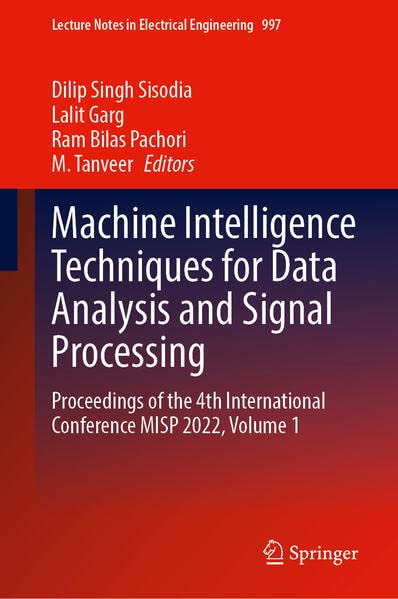 Lecture Notes in Electrical Engineering 997
Dilip Singh Sisodia
Lalit Garg
Ram Bilas Pachori
M. Tanveer Editors
Machine Intelligence
Techniques for Data
Analysis and Signal
Processing
Proceedings of the 4th International
Conference MISP 2022, Volume 1
Springer